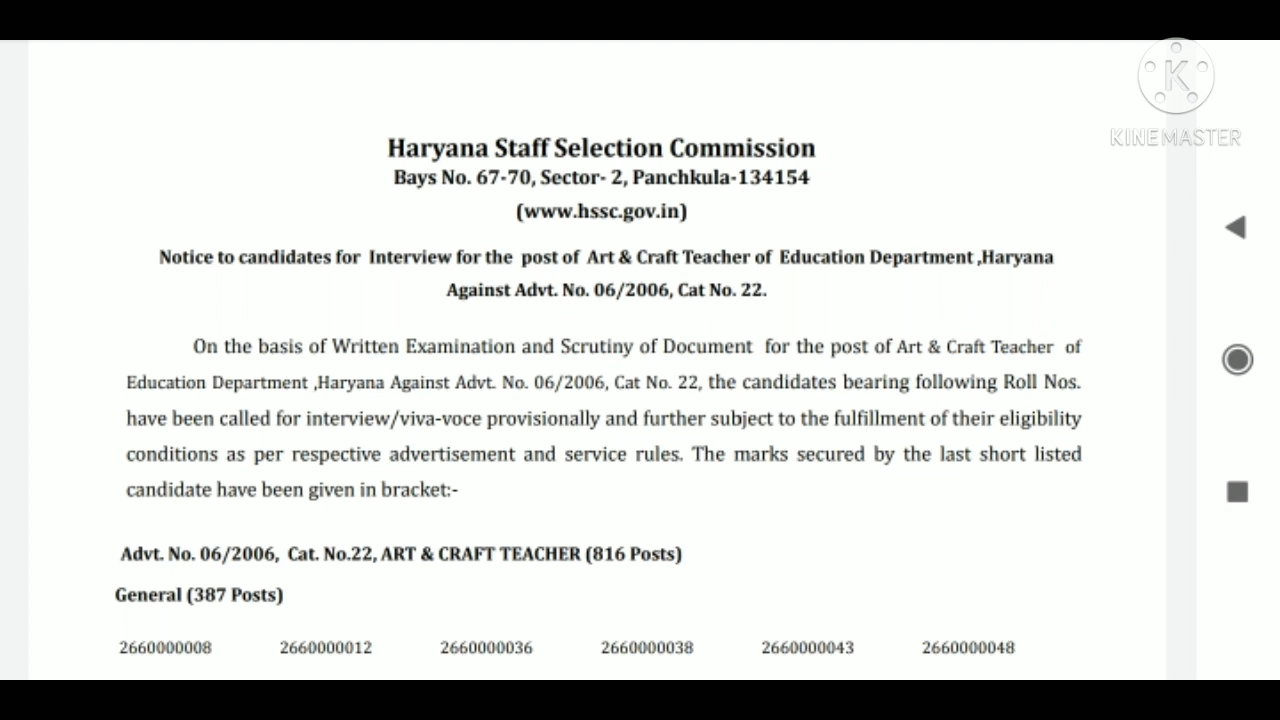 KINEMASTER
Haryana Staff Selection Commission
Bays No. 67-70, Sector- 2, Panchkula-134154
(www.hssc.gov.in)
Notice to candidates for Interview for the post of Art & Craft Teacher of Education Department ,Haryana
Against Advt. No. 06/2006, Cat No. 22.
On the basis of Written Examination and Scrutiny of Document for the post of Art & Craft Teacher of
Education Department ,Haryana Against Advt. No. 06/2006, Cat No. 22, the candidates bearing following Roll Nos.
have been called for interview/viva-voce provisionally and further subject to the fulfillment of their eligibility
conditions as per respective advertisement and service rules. The marks secured by the last short listed
candidate have been given in bracket:-
Advt. No. 06/2006, Cat. No.22, ART & CRAFT TEACHER (816 Posts)
General (387 Posts)
2660000008 2660000012 2660000036 2660000038 2660000043 2660000048